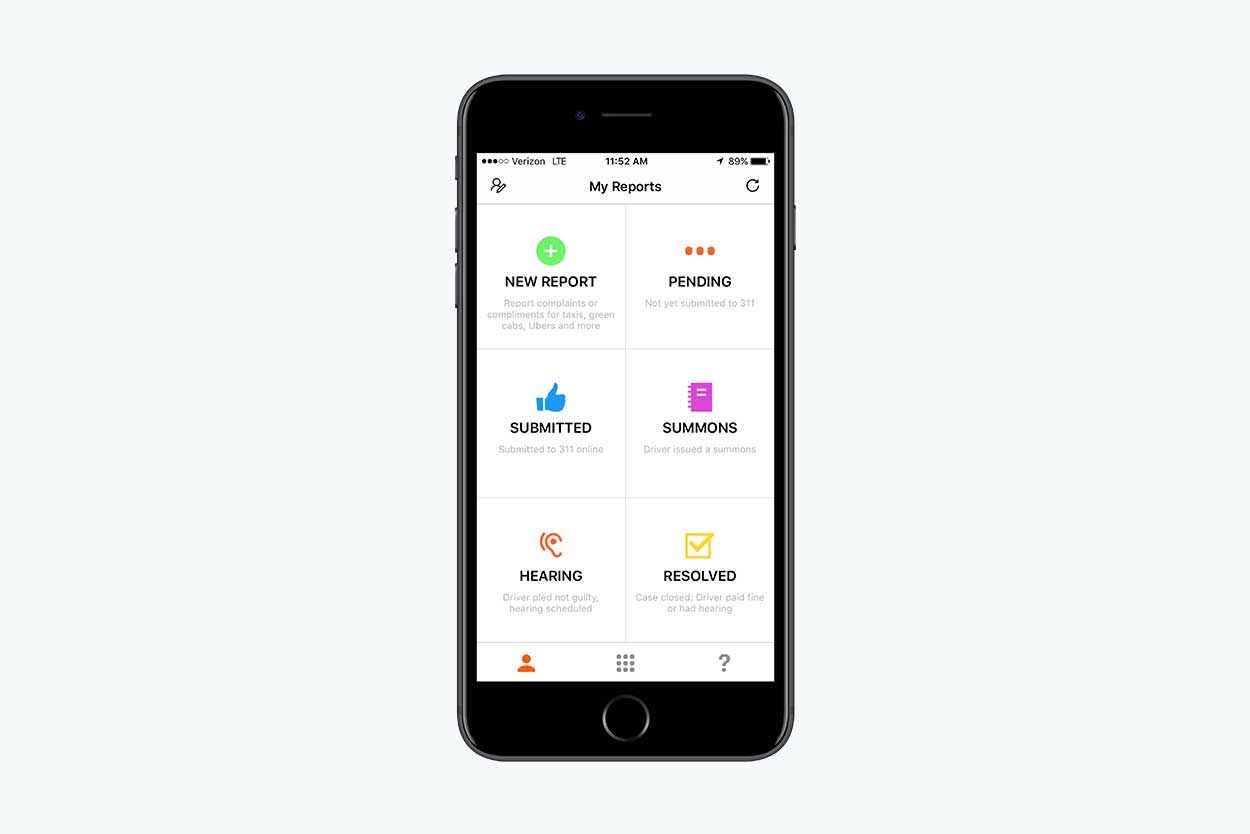 Verizon LTE 11:52 AM 89%
My Reports
NEW REPORT
Report complaints or
compliments for taxis, green
cabs, Ubers and more
PENDING
Not yet submitted to 311
SUBMITTED
Submitted to 311 online
SUMMONS
Driver issued a summons
HEARING
Driver pled not guilty,
hearing scheduled
RESOLVED
Case closed: Driver paid fine
or had hearing
?